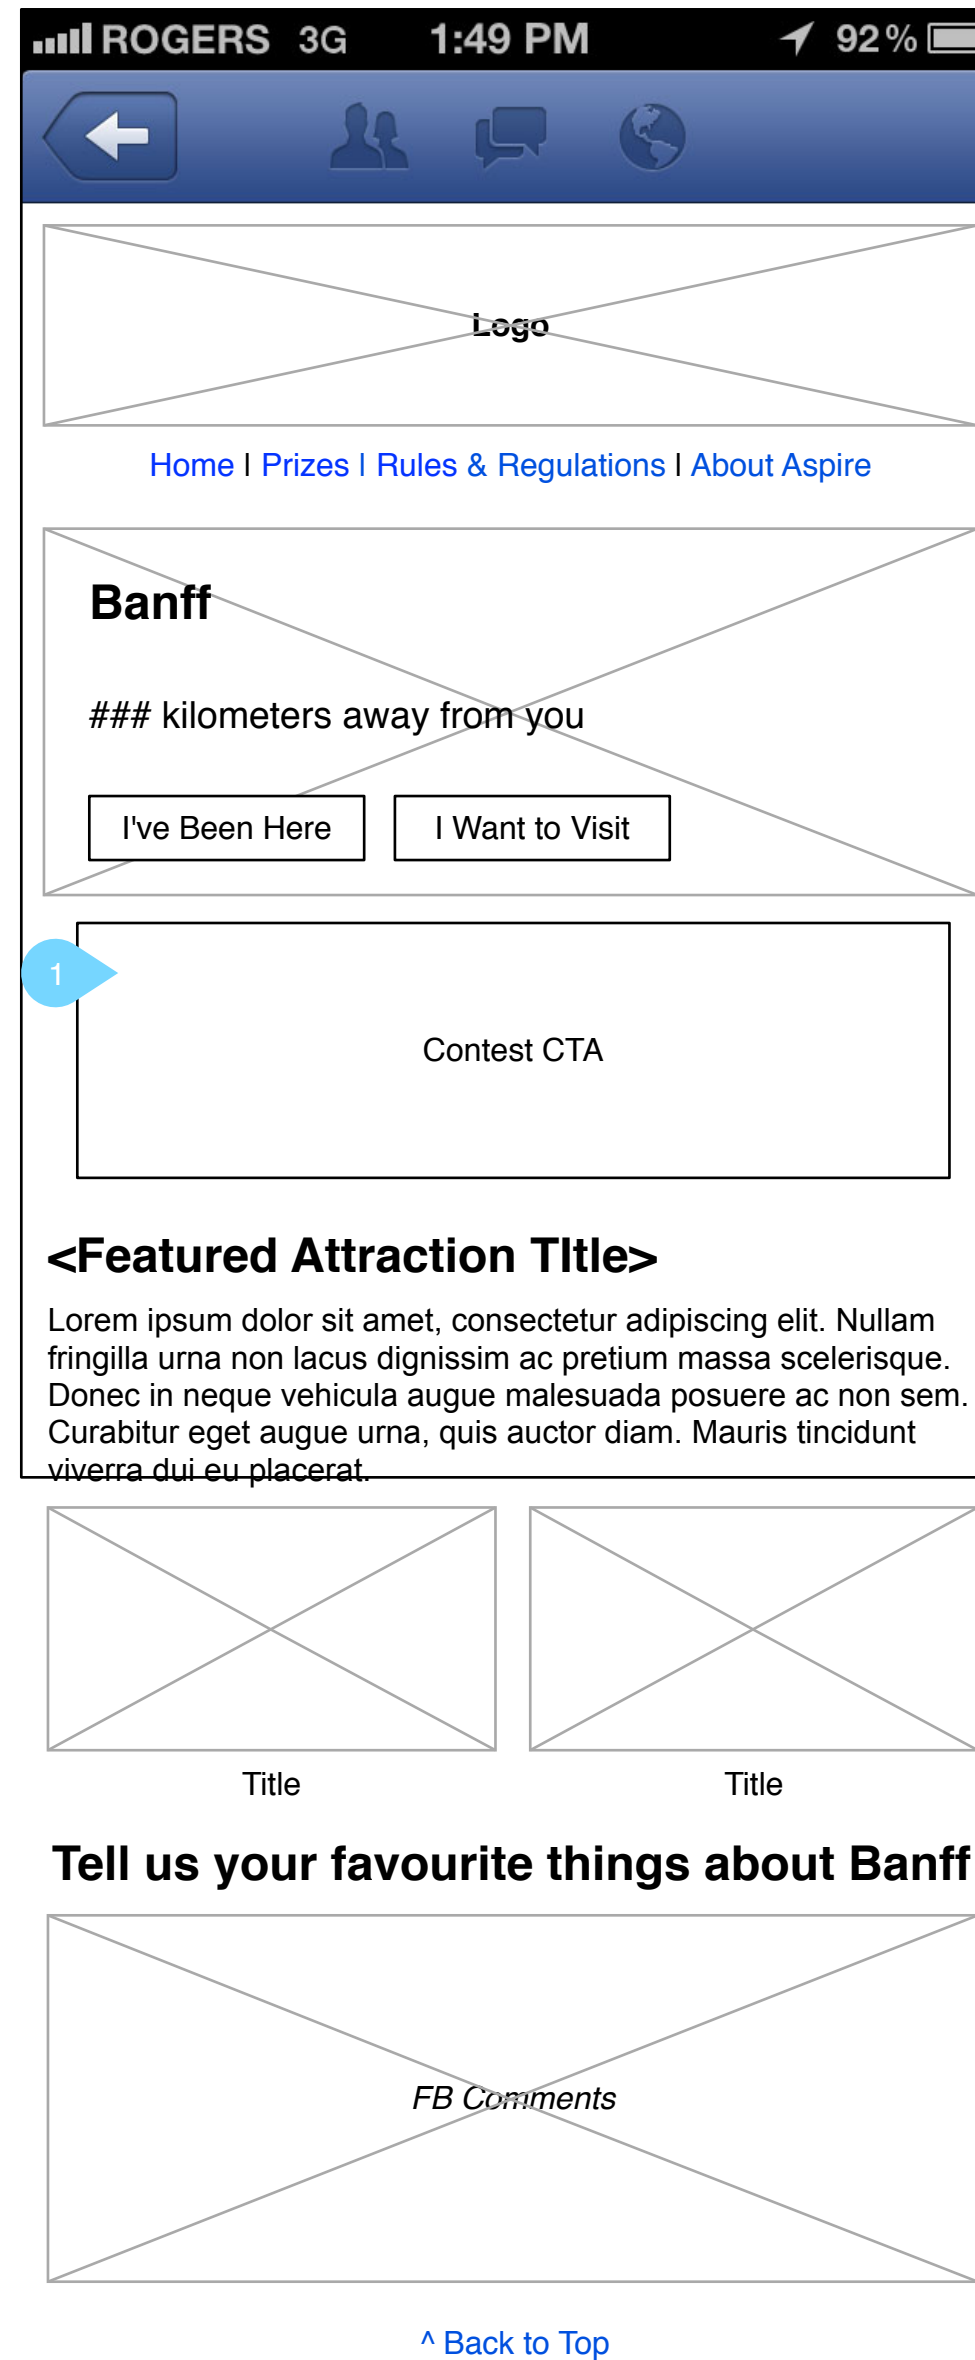 ROGERS 3G 1:49 PM 92%
Logo
Home | Prizes | Rules & Regulations | About Aspire
Banff
### kilometers away from you
I've Been Here I Want to Visit
1
Contest CTA
<Featured Attraction TItle>
Lorem ipsum dolor sit amet, consectetur adipiscing elit. Nullam
fringilla urna non lacus dignissim ac pretium massa scelerisque.
Donec in neque vehicula augue malesuada posuere ac non sem.
Curabitur eget augue urna, quis auctor diam. Mauris tincidunt
viverra dui eu placerat.
Title Title
Tell us your favourite things about Banff
FB Comments
^ Back to Top